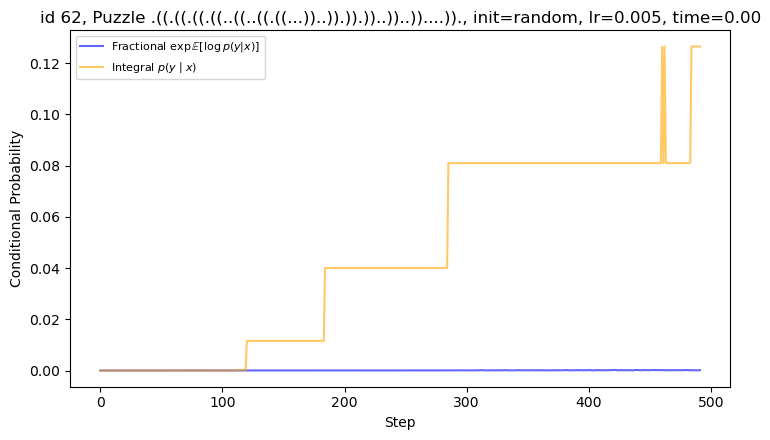 id 62, Puzzle .((.((.((.((..((..((.((...))..)).)).))..))..))....))., init=random, lr=0.005, time=0.00
Fractional exp𝔼[log p(y|x)]
Integral p(y | x)
0.12
0.10
0.08
0.06
0.04
0.02
0.00
Conditional Probability
0 100 200 300 400 500
Step